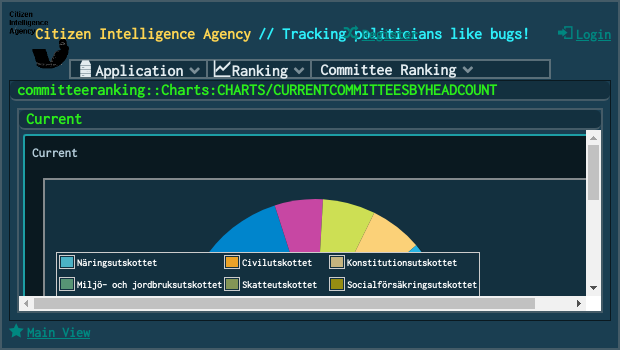 Citizen
Intelligence
Agency
Citizen Intelligence Agency // Tracking politicians like bugs!
Register
Login
Application
Ranking
Committee Ranking
committeeranking::Charts:CHARTS/CURRENTCOMMITTEESBYHEADCOUNT
Current
Current
Näringsutskottet
Civilutskottet
Konstitutionsutskottet
Miljö- och jordbruksutskottet
Skatteutskottet
Socialförsäkringsutskottet
Main View